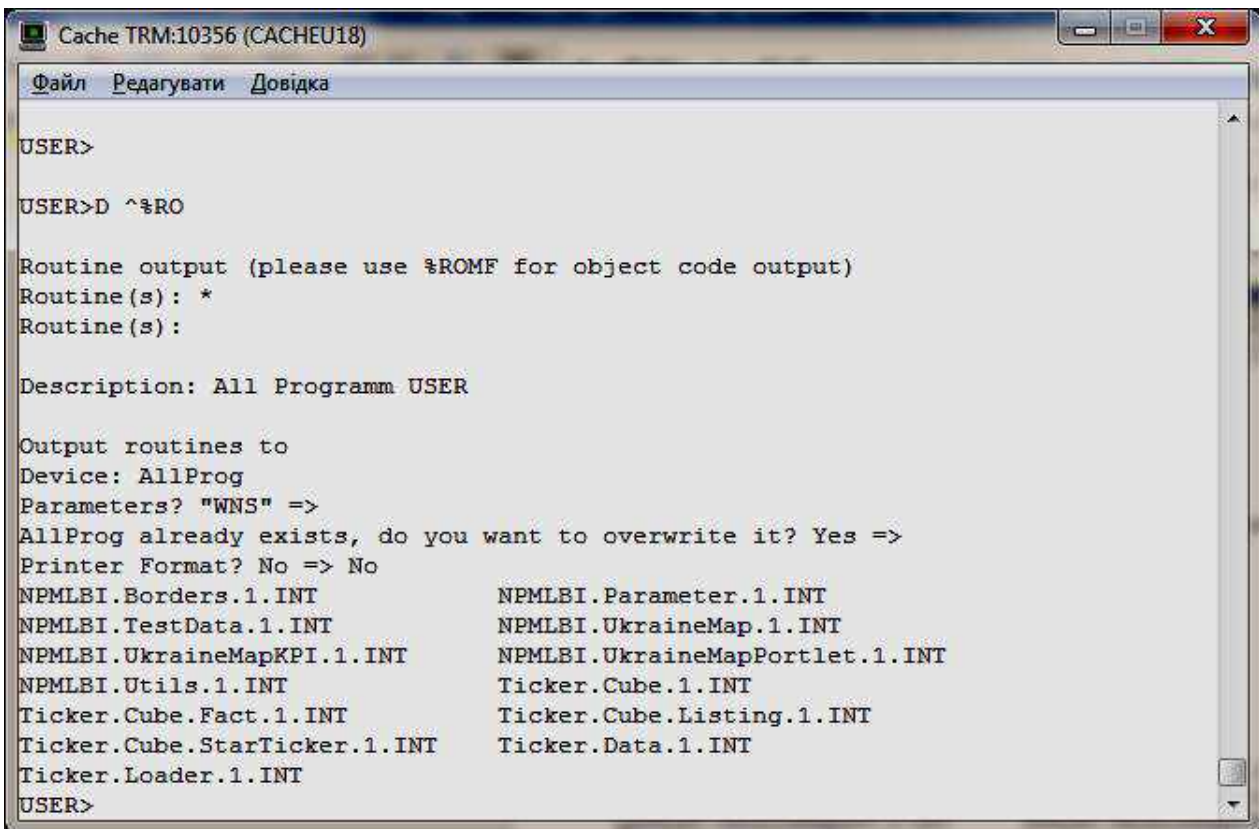 Cache TRM:10356 (CACHEU18)
Файл Редагувати Довідка
USER>
USER>D ^%RO
Routine output (please use %ROMF for object code output)
Routine(s): *
Routine(s):
Description: All Programm USER
Output routines to
Device: AllProg
Parameters? "WNS" =>
AllProg already exists, do you want to overwrite it? Yes =>
Printer Format? No => No
NPMLBI.Borders.1.INT NPMLBI.Parameter.1.INT
NPMLBI.TestData.1.INT NPMLBI.UkraineMap.1.INT
NPMLBI.UkraineMapKPI.1.INT NPMLBI.UkraineMapPortlet.1.INT
NPMLBI.Utils.1.INT Ticker.Cube.1.INT
Ticker.Cube.Fact.1.INT Ticker.Cube.Listing.1.INT
Ticker.Cube.StarTicker.1.INT Ticker.Data.1.INT
Ticker.Loader.1.INT
USER>